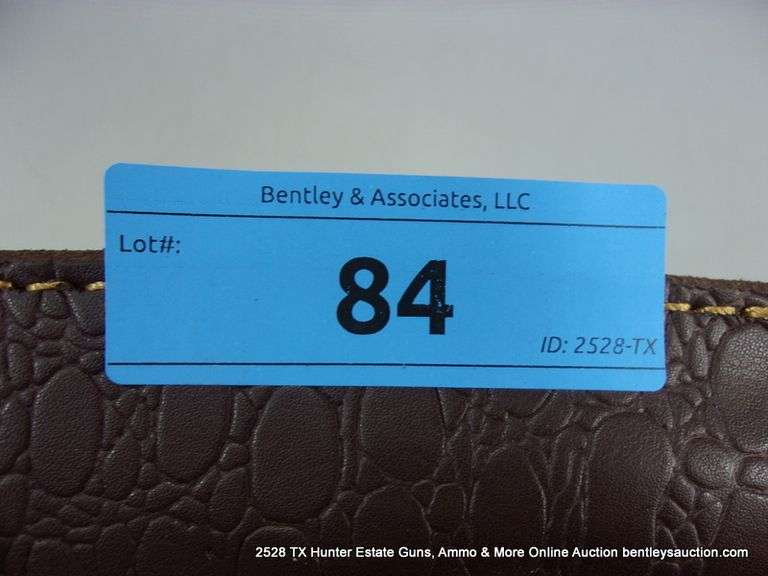 Bentley & Associates, LLC
Lot#:
84
ID: 2528-TX
2528 TX Hunter Estate Guns, Ammo & More Online Auction bentleysauction.com